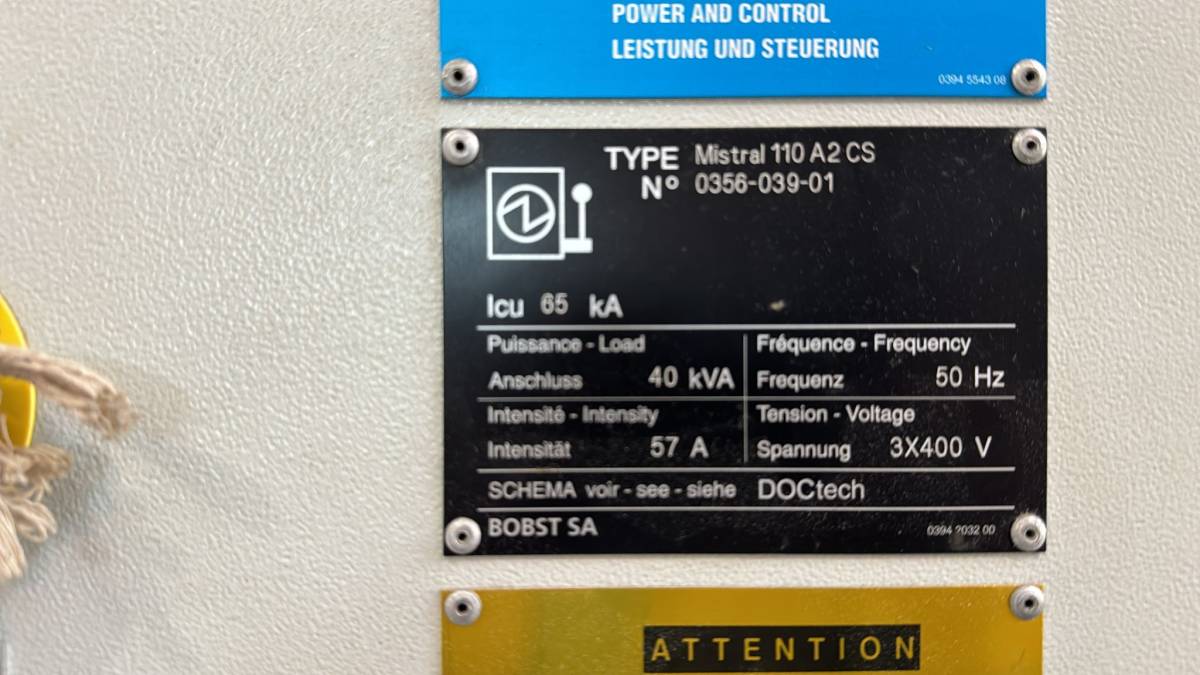 POWER AND CONTROL
LEISTUNG UND STEUERUNG
0394 5543 08
TYPE Mistral 110 A2 CS
Nº 0356-039-01
Icu 65 kA
Puissance - Load
Anschluss 40 kVA
Fréquence - Frequency
Frequenz 50 Hz
Intensité - Intensity
Intensität 57 A
Tension - Voltage
Spannung 3X400 V
SCHEMA voir - see - siehe DOCtech
BOBST SA
0394 2032 00
ATTENTION